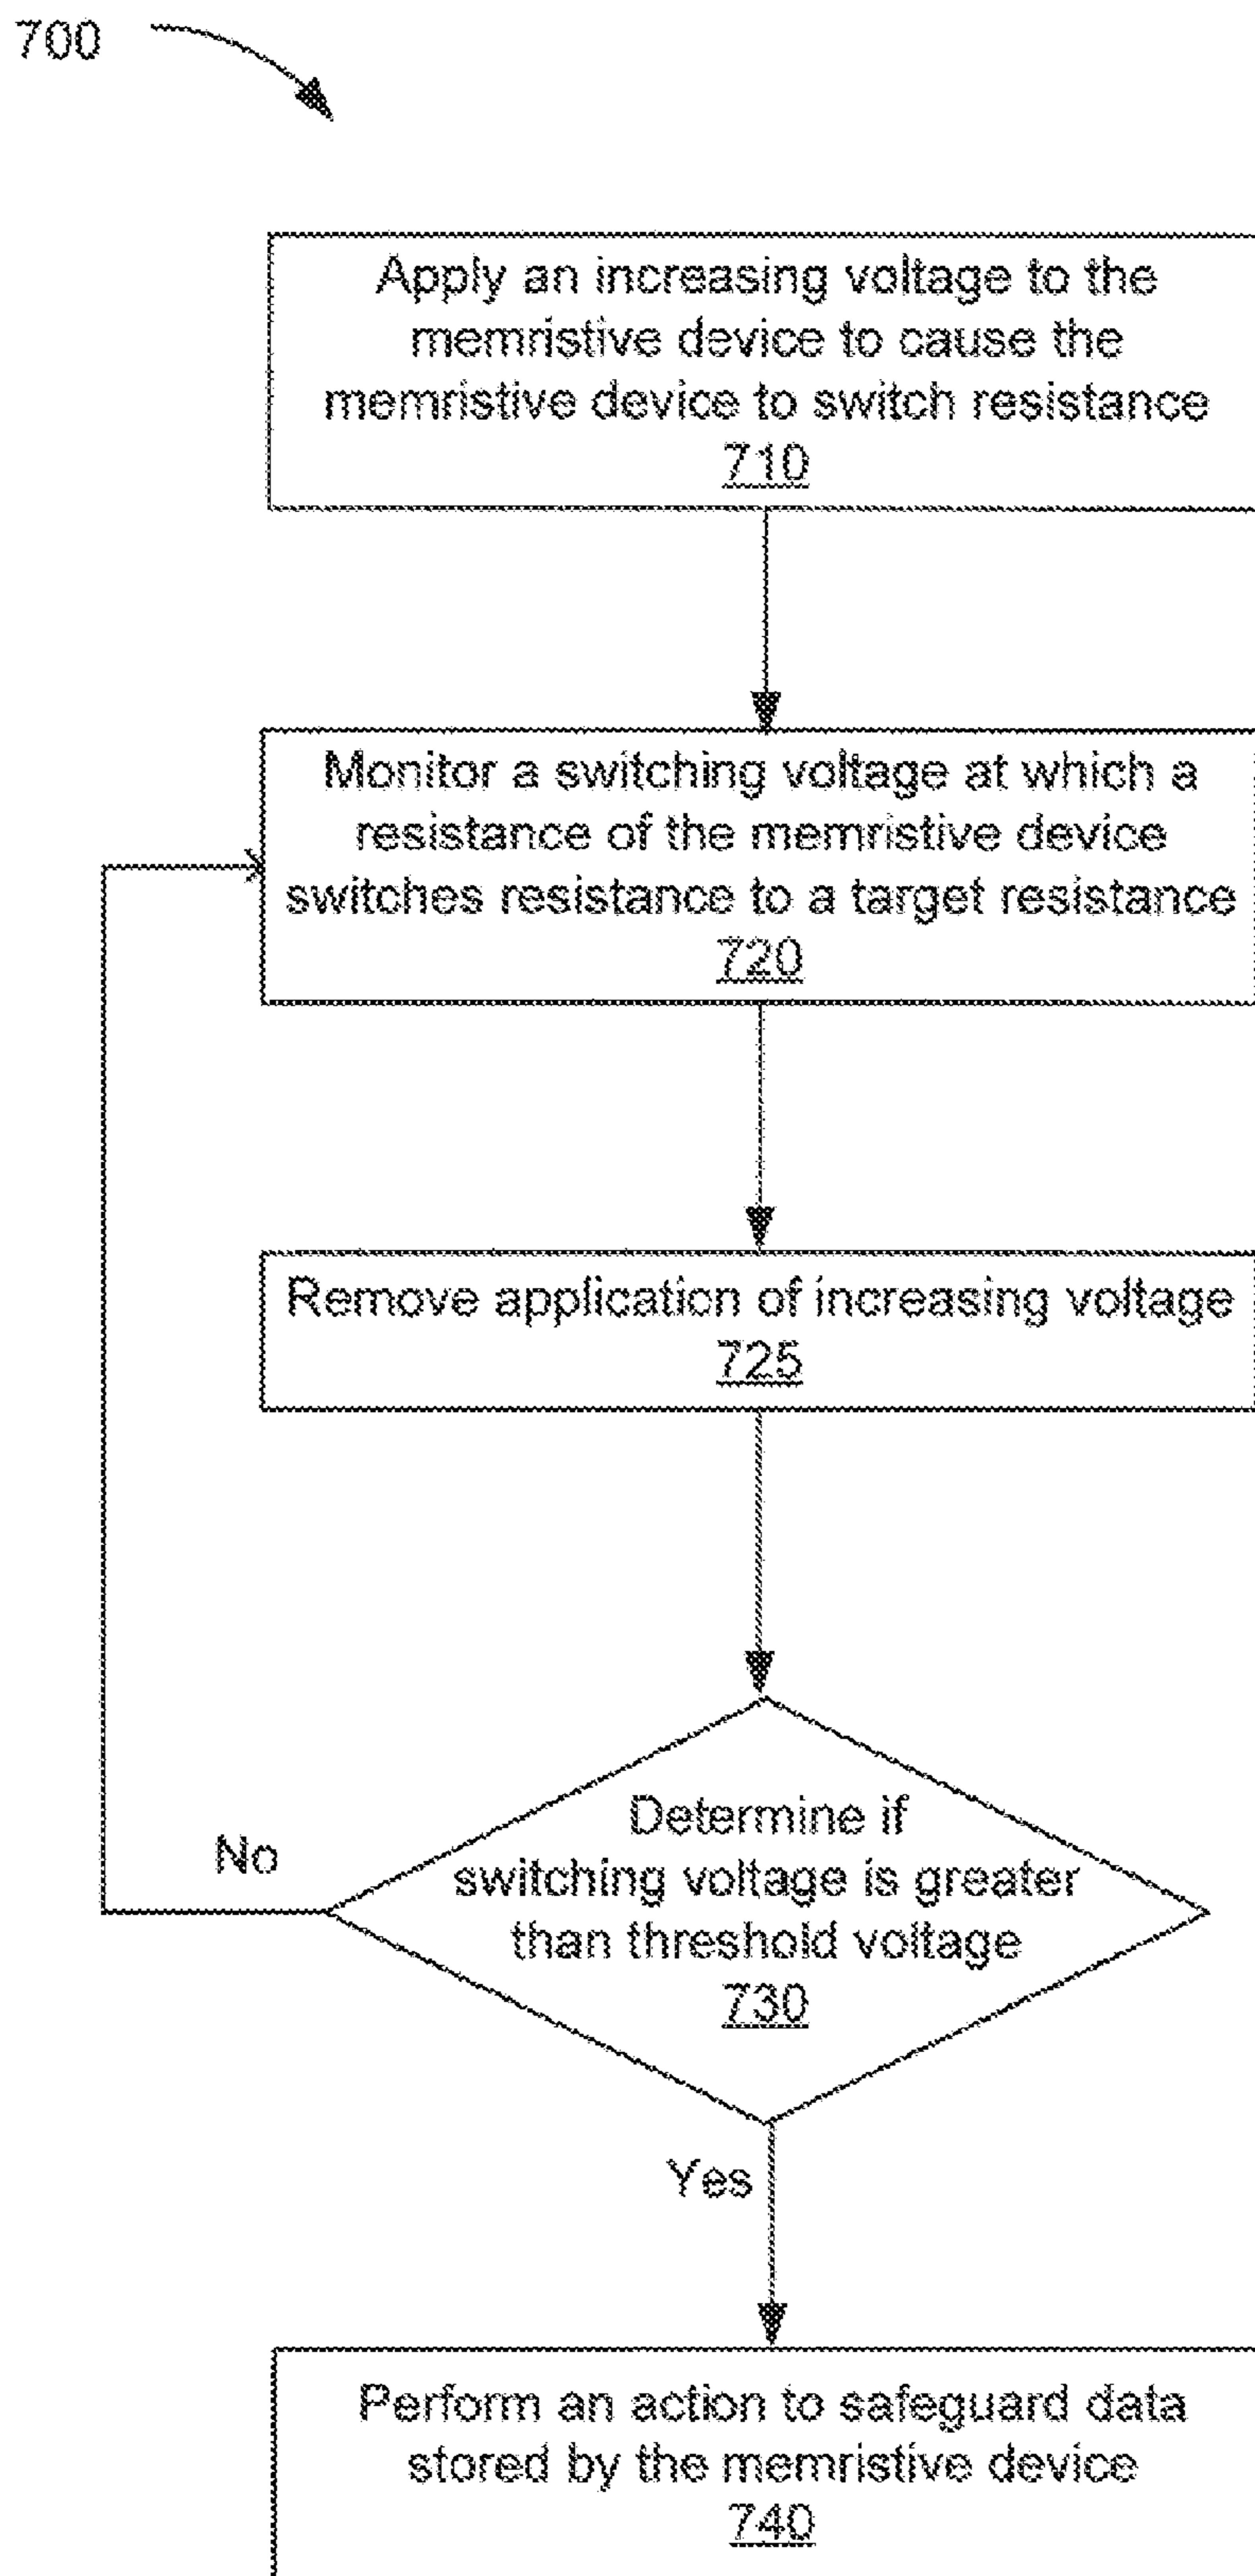 700
Apply an increasing voltage to the
memristive device to cause the
memristive device to switch resistance
710
Monitor a switching voltage at which a
resistance of the memristive device
switches resistance to a target resistance
720
Remove application of increasing voltage
725
Determine if
switching voltage is greater
than threshold voltage
730
No
Yes
Perform an action to safeguard data
stored by the memristive device
740